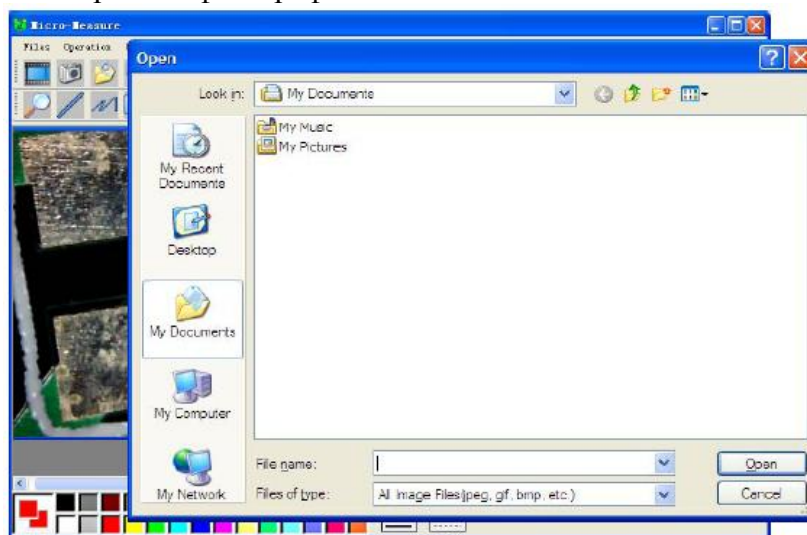 Micro-Measure
Files Operation
Open
Look in: My Documents
My Music
My Pictures
My Recent
Documents
Desktop
My Documents
My Computer
My Network
File name:
Open
Files of type: All Image Files(jpeg, gif, bmp, etc.)
Cancel